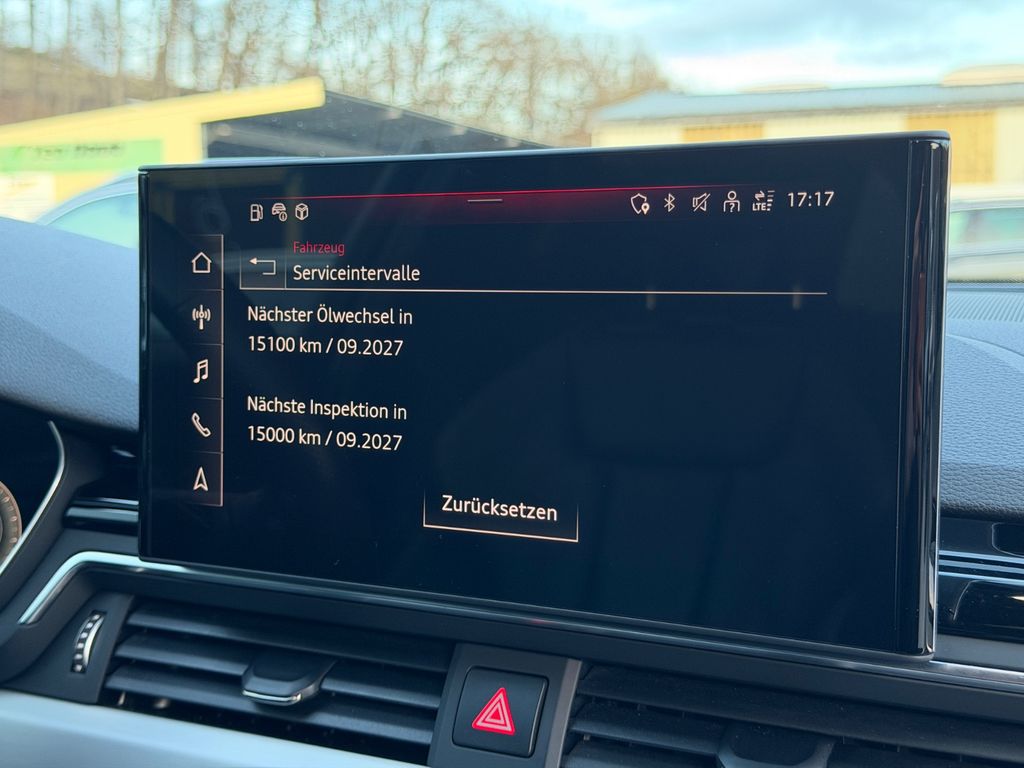 LTE
17:17
Fahrzeug
Serviceintervalle
Nächster Ölwechsel in
15100 km / 09.2027
Nächste Inspektion in
15000 km / 09.2027
Zurücksetzen